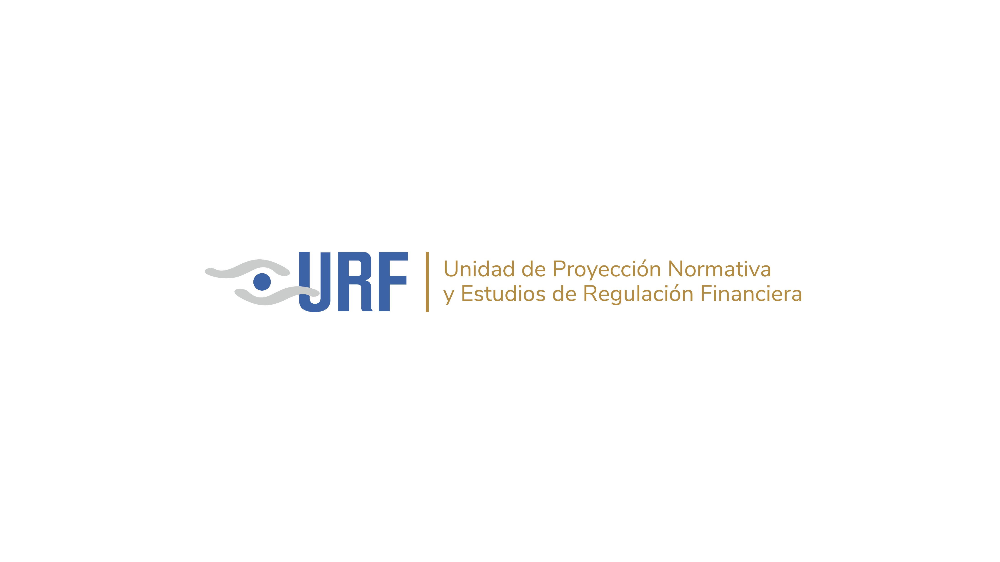 URF
Unidad de Proyección Normativa
y Estudios de Regulación Financiera